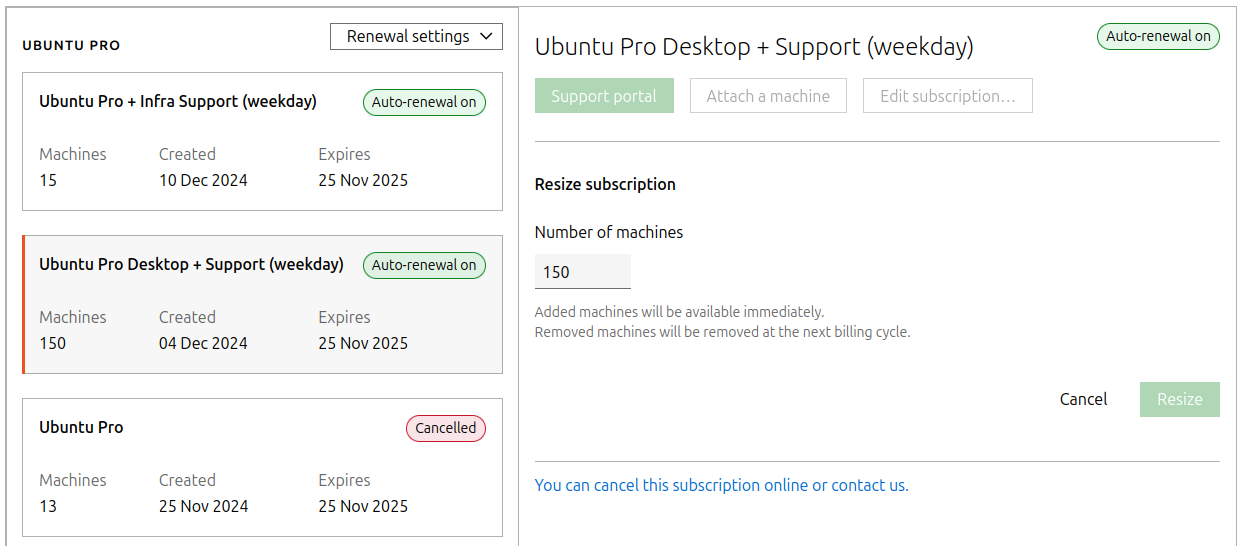 UBUNTU PRO
Renewal settings
Ubuntu Pro + Infra Support (weekday)
Auto-renewal on
Machines Created Expires
15 10 Dec 2024 25 Nov 2025
Ubuntu Pro Desktop + Support (weekday)
Auto-renewal on
Machines Created Expires
150 04 Dec 2024 25 Nov 2025
Ubuntu Pro
Cancelled
Machines Created Expires
13 25 Nov 2024 25 Nov 2025
Ubuntu Pro Desktop + Support (weekday)
Auto-renewal on
Support portal
Attach a machine
Edit subscription…
Resize subscription
Number of machines
150
Added machines will be available immediately.
Removed machines will be removed at the next billing cycle.
Cancel
Resize
You can cancel this subscription online or contact us.